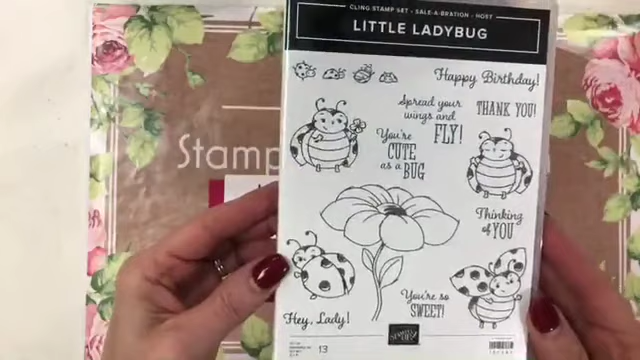 CLING STAMP SET • SALE-A-BRATION • HOST
LITTLE LADYBUG
Happy Birthday!
Spread your
wings and
FLY!
THANK YOU!
You're
CUTE
as a BUG
Stamp
Thinking
of YOU
You're so
SWEET!
Hey, Lady!
13